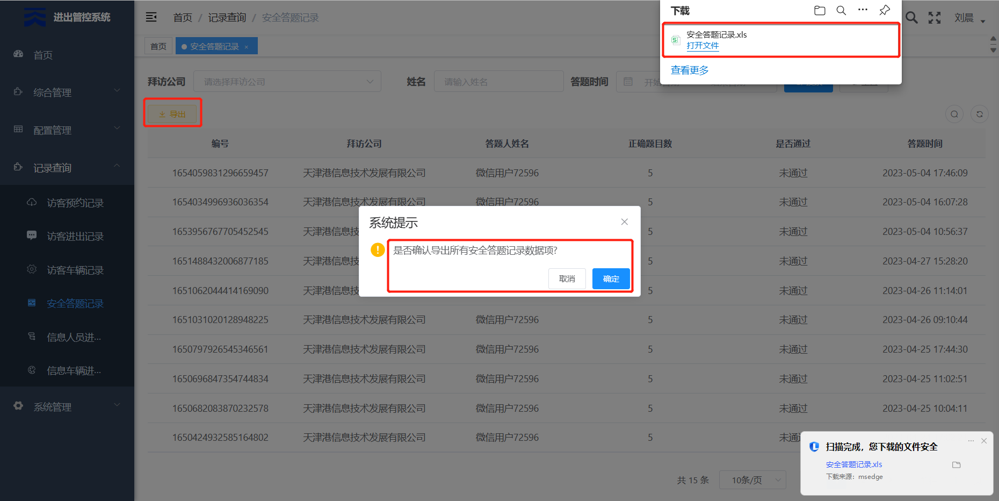 进出管控系统
首页 / 记录查询 / 安全答题记录
刘晨
下载
安全答题记录.xls
打开文件
查看更多
首页
安全答题记录 ×
首页
综合管理
配置管理
记录查询
访客预约记录
访客进出记录
访客车辆记录
安全答题记录
信息人员进...
信息车辆进...
系统管理
拜访公司 请选择拜访公司 姓名 请输入姓名 答题时间
导出
编号 拜访公司 答题人姓名 正确题目数 是否通过 答题时间
1654059831296659457 天津港信息技术发展有限公司 微信用户72596 5 未通过 2023-05-04 17:46:09
1654034996936036354 天津港信息技术发展有限公司 微信用户72596 5 未通过 2023-05-04 16:07:28
1653956767705452545 天津港信息技 5 未通过 2023-05-04 10:56:37
1651488432006877185 天津港信息技 5 未通过 2023-04-27 15:28:20
1651062044414169090 天津港信息技 5 未通过 2023-04-26 11:14:01
1651031020128948225 天津港信息技术发展有限公司 微信用户72596 5 未通过 2023-04-26 09:10:44
1650797926545346561 天津港信息技术发展有限公司 微信用户72596 5 未通过 2023-04-25 17:44:30
1650696847354744834 天津港信息技术发展有限公司 微信用户72596 5 未通过 2023-04-25 11:02:51
1650682083870232578 天津港信息技术发展有限公司 微信用户72596 5 未通过 2023-04-25 10:04:11
1650424932585164802 天津港信息技术发展有限公司 微信用户72596 5 未通
系统提示
是否确认导出所有安全答题记录数据项?
取消 确定
共 15 条 10条/页
扫描完成，您下载的文件安全
安全答题记录.xls
下载来源：msedge